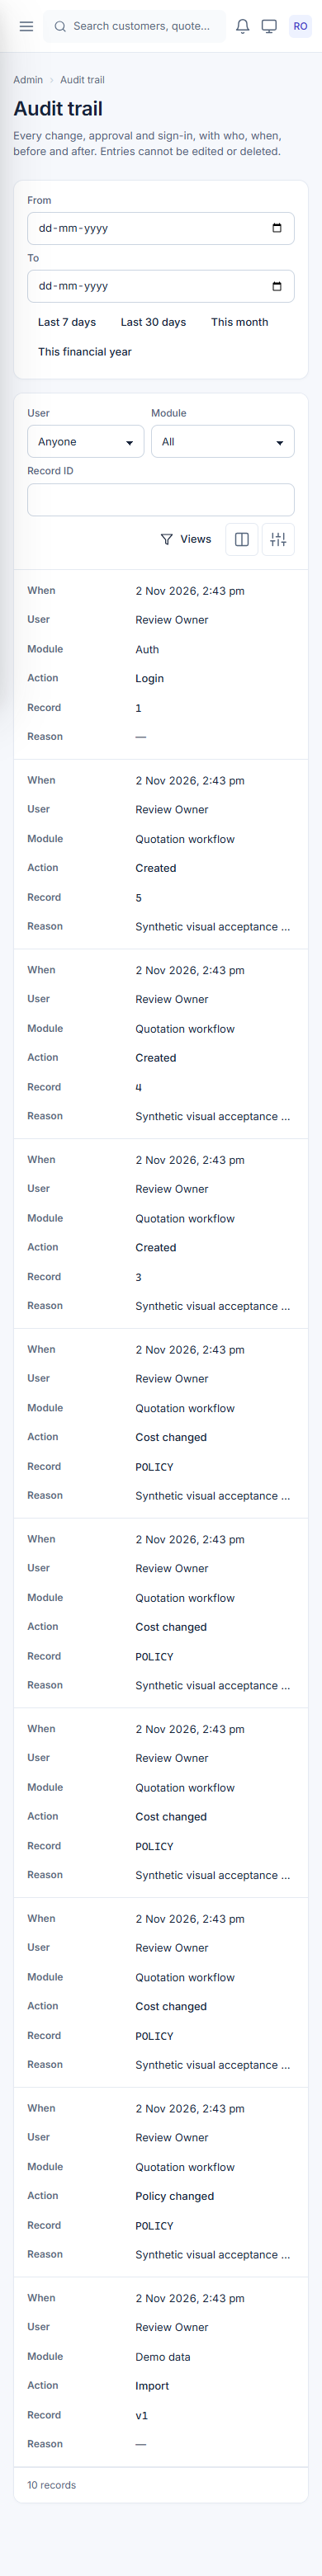 Search customers, quote...
RO
Admin › Audit trail
Audit trail
Every change, approval and sign-in, with who, when,
before and after. Entries cannot be edited or deleted.
From
dd-mm-yyyy
To
dd-mm-yyyy
Last 7 days Last 30 days This month
This financial year
User Module
Anyone All
Record ID
Views
When 2 Nov 2026, 2:43 pm
User Review Owner
Module Auth
Action Login
Record 1
Reason —
When 2 Nov 2026, 2:43 pm
User Review Owner
Module Quotation workflow
Action Created
Record 5
Reason Synthetic visual acceptance ...
When 2 Nov 2026, 2:43 pm
User Review Owner
Module Quotation workflow
Action Created
Record 4
Reason Synthetic visual acceptance ...
When 2 Nov 2026, 2:43 pm
User Review Owner
Module Quotation workflow
Action Created
Record 3
Reason Synthetic visual acceptance ...
When 2 Nov 2026, 2:43 pm
User Review Owner
Module Quotation workflow
Action Cost changed
Record POLICY
Reason Synthetic visual acceptance ...
When 2 Nov 2026, 2:43 pm
User Review Owner
Module Quotation workflow
Action Cost changed
Record POLICY
Reason Synthetic visual acceptance ...
When 2 Nov 2026, 2:43 pm
User Review Owner
Module Quotation workflow
Action Cost changed
Record POLICY
Reason Synthetic visual acceptance ...
When 2 Nov 2026, 2:43 pm
User Review Owner
Module Quotation workflow
Action Cost changed
Record POLICY
Reason Synthetic visual acceptance ...
When 2 Nov 2026, 2:43 pm
User Review Owner
Module Quotation workflow
Action Policy changed
Record POLICY
Reason Synthetic visual acceptance ...
When 2 Nov 2026, 2:43 pm
User Review Owner
Module Demo data
Action Import
Record v1
Reason —
10 records